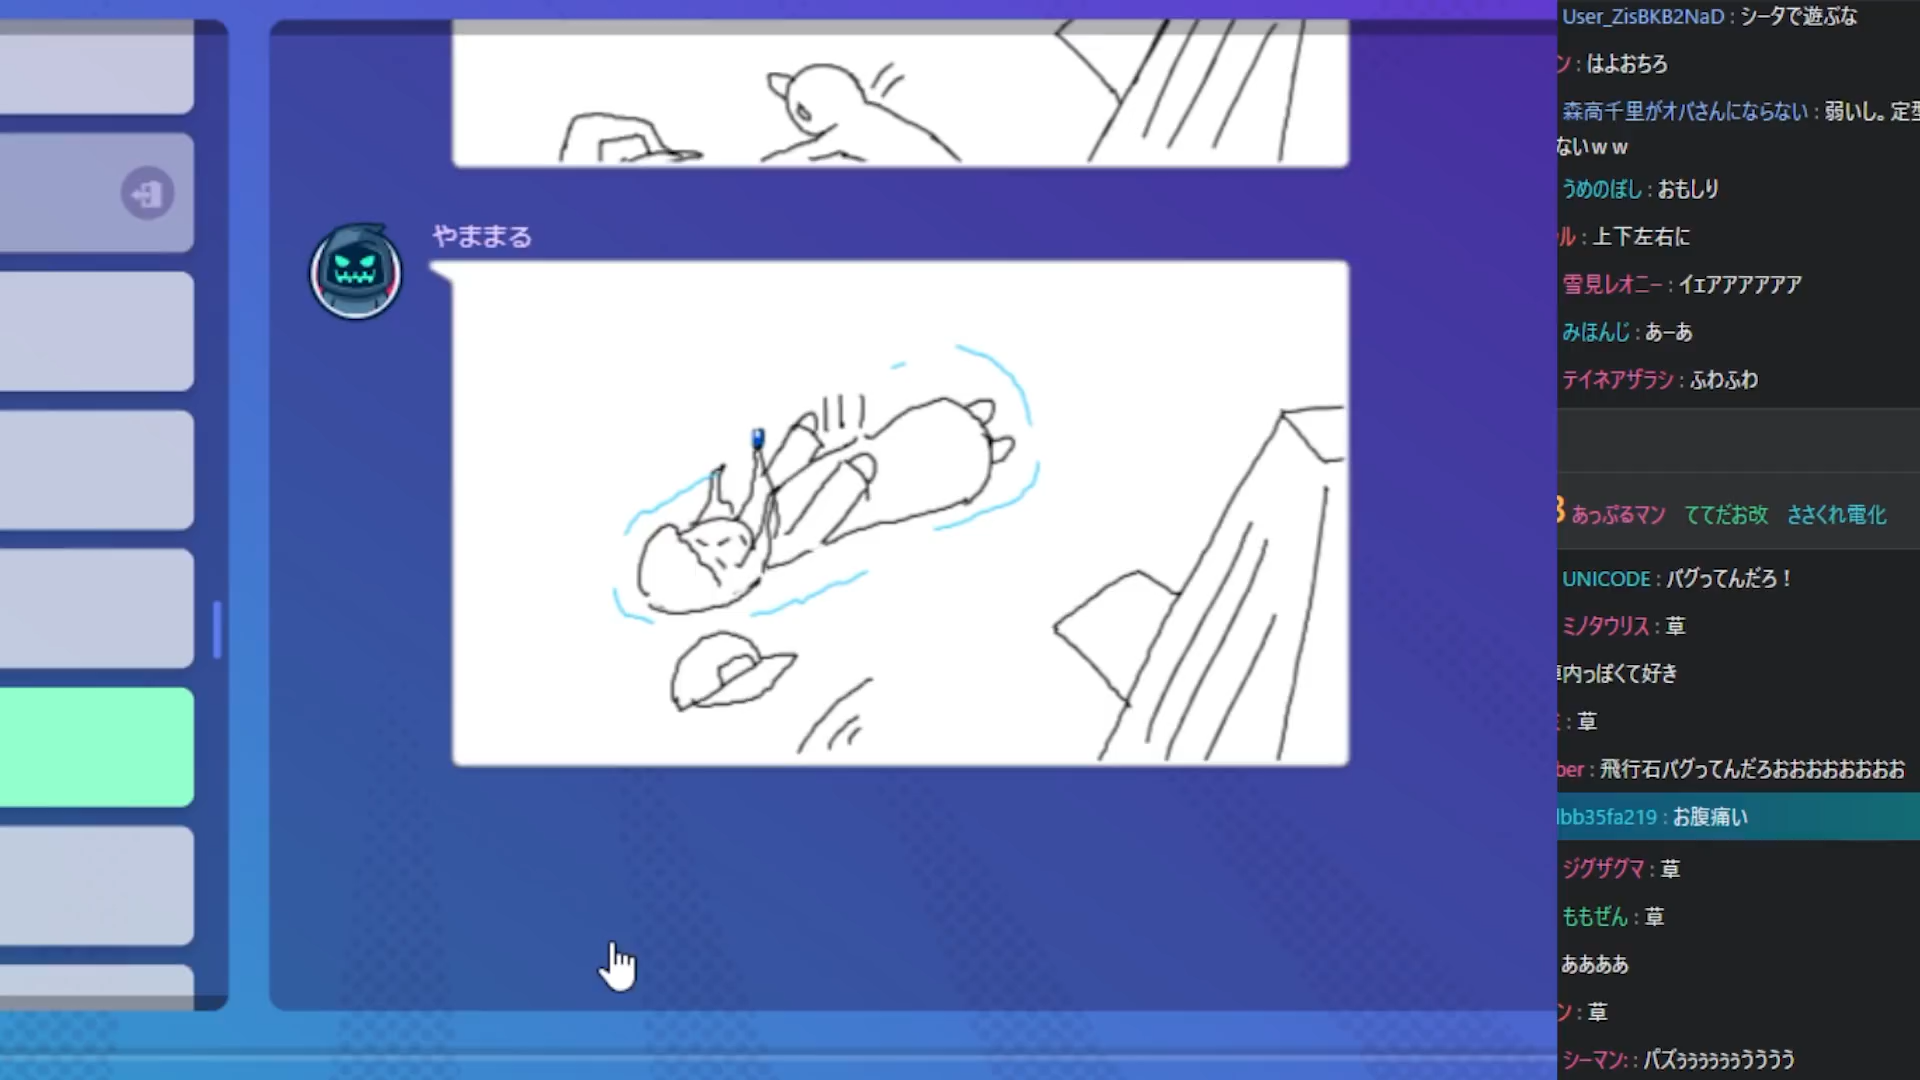 やままる
User_ZisBKB2NaD : シータで遊ぶな
ン : はよおちろ
森高千里がオバさんにならない : 弱いし。定型
ないｗｗ
うめのぼし : おもしり
ル : 上下左右に
雪見レオニー : イェアアアアアア
みほんじ : あーあ
テイネアザラシ : ふわふわ
あっぷるマン ててだお改 ささくれ電化
UNICODE : バグってんだろ！
ミノタウリス : 草
内っぽくて好き
: 草
ber : 飛行石バグってんだろおおおおおおおお
lbb35fa219 : お腹痛い
ジグザグマ : 草
ももぜん : 草
ああああ
ン : 草
シーマン: : パズぅぅぅぅぅぅうううう